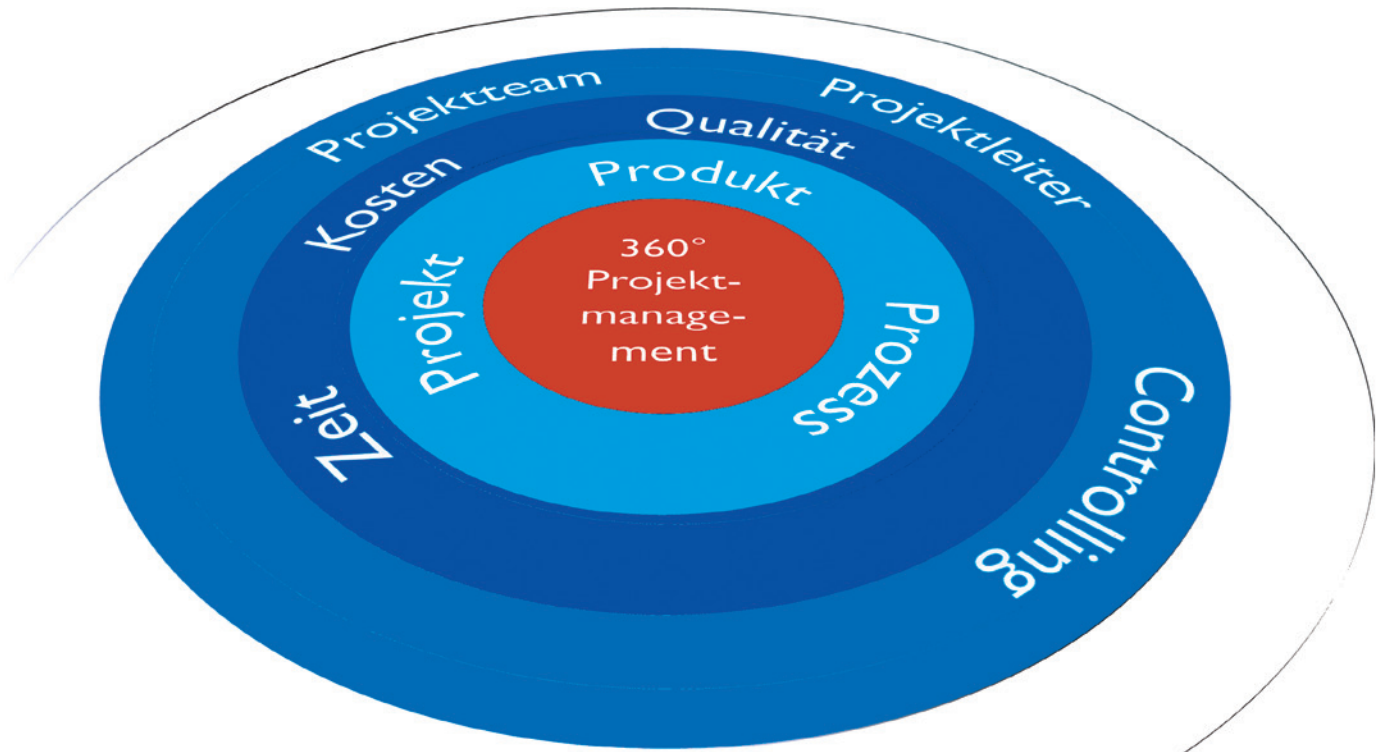 Projektteam
Projektleiter
Kosten
Qualität
Zeit
Projekt
Produkt
Prozess
360°
Projekt-
manage-
ment
Controlling